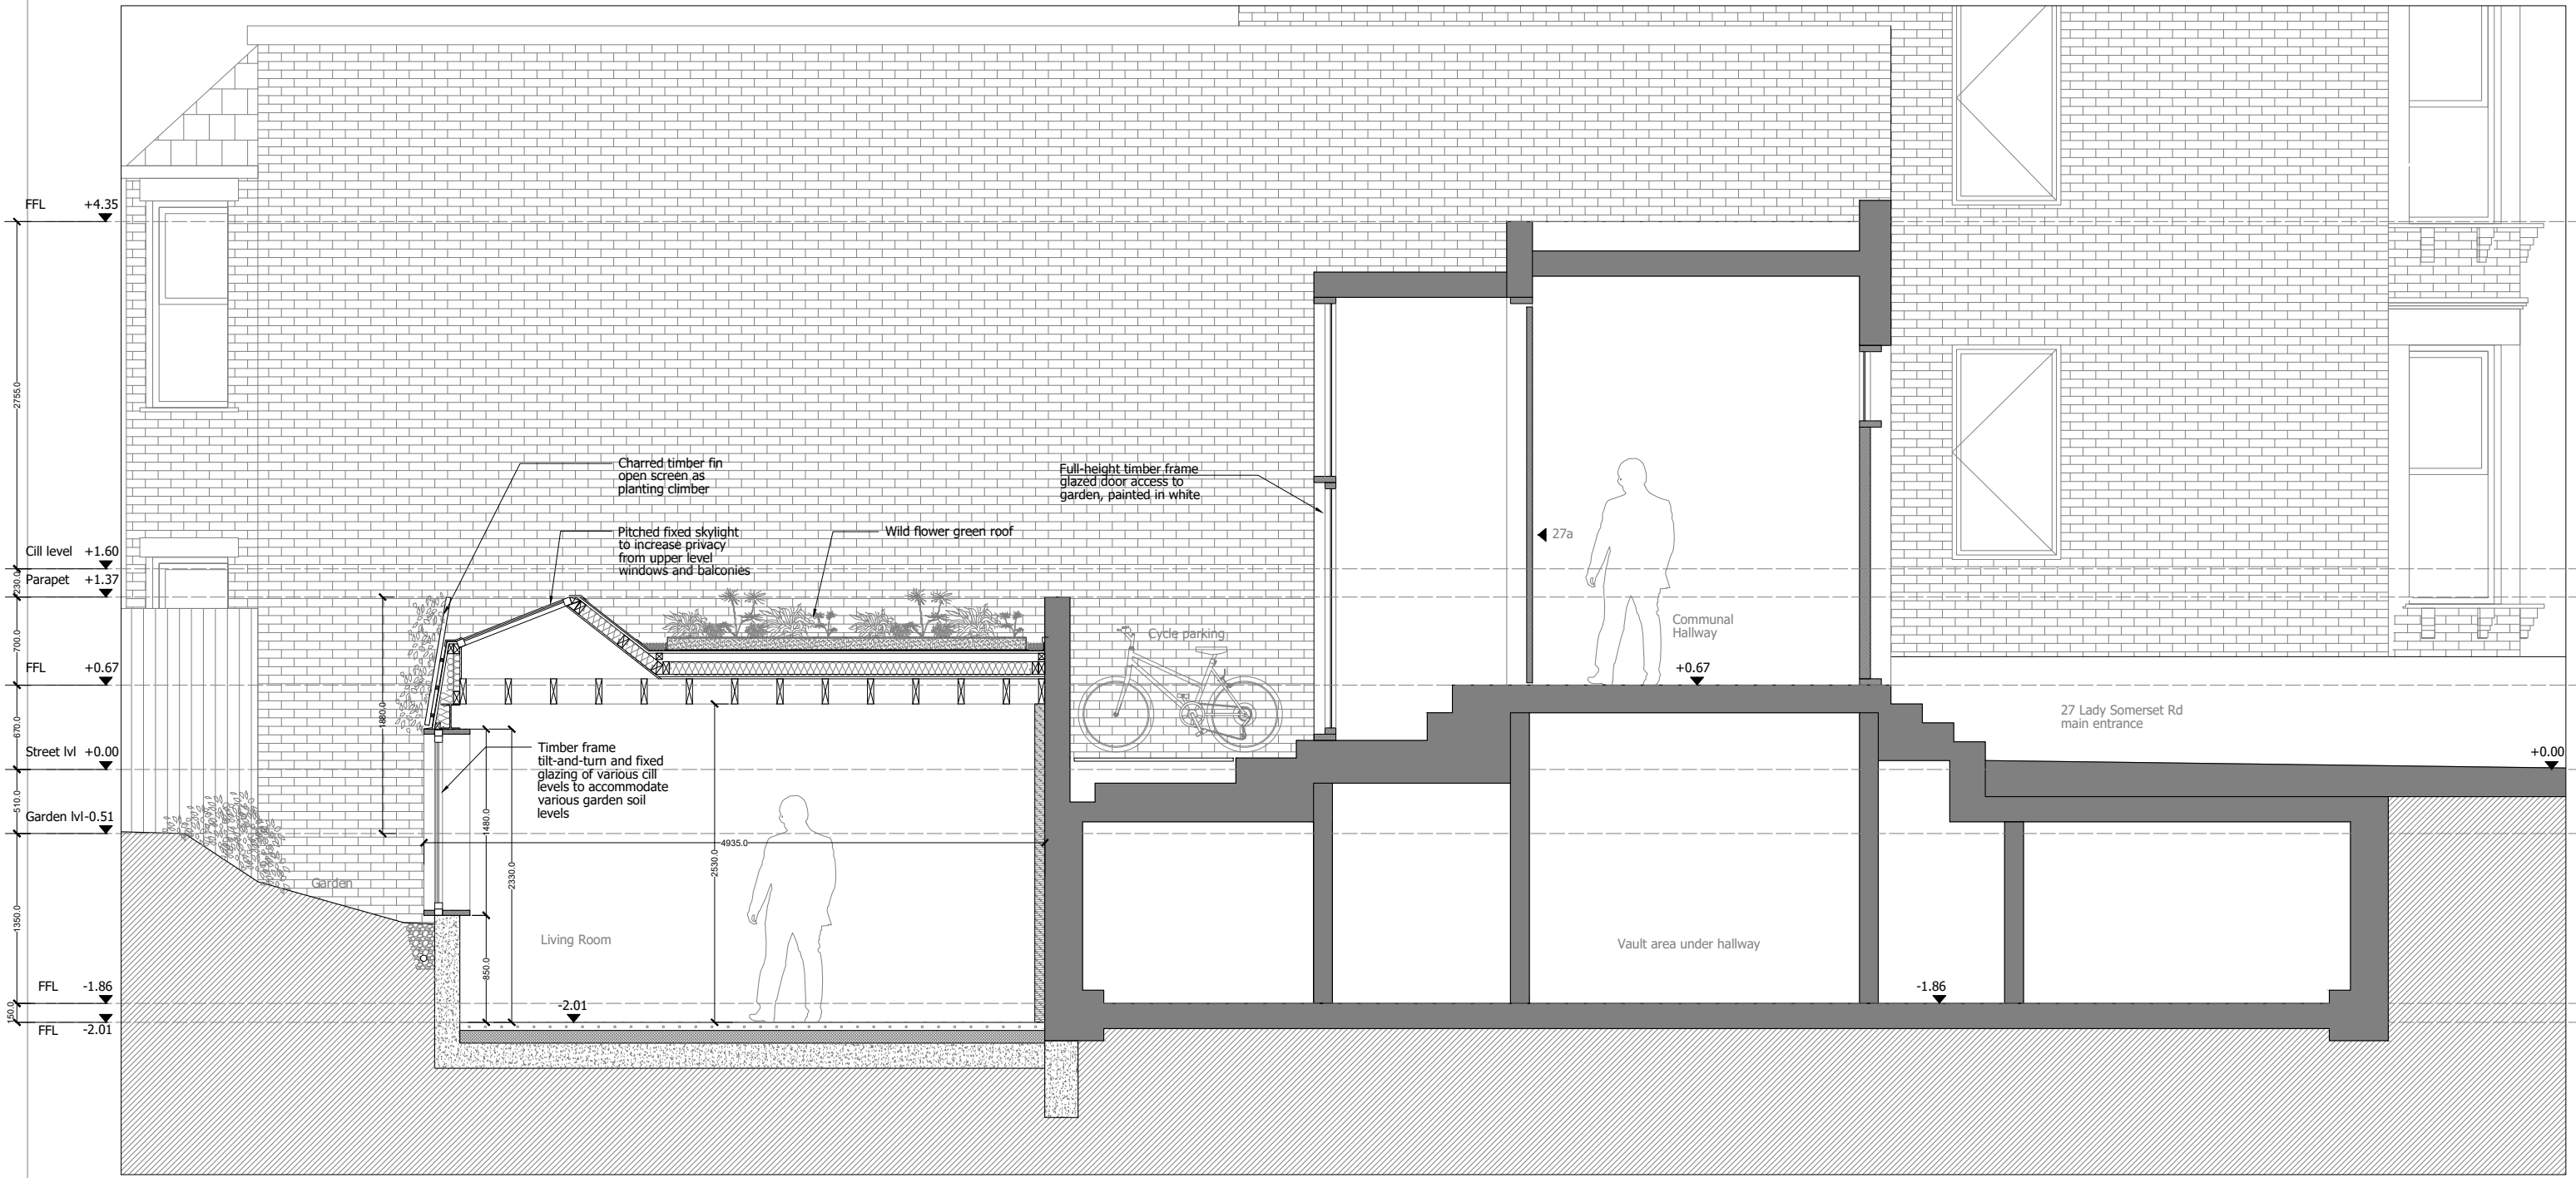 FFL +4.35
2755.0
Cill level +1.60
230.0
Parapet +1.37
700.0
FFL +0.67
670.0
Street lvl +0.00
510.0
Garden lvl-0.51
1350.0
FFL -1.86
150.0
FFL -2.01
Charred timber fin
open screen as
planting climber
Pitched fixed skylight
to increase privacy
from upper level
windows and balconies
Wild flower green roof
Full-height timber frame
glazed door access to
garden, painted in white
27a
Communal
Hallway
+0.67
Cycle parking
27 Lady Somerset Rd
main entrance
+0.00
1880.0
Timber frame
tilt-and-turn and fixed
glazing of various cill
levels to accommodate
various garden soil
levels
1480.0
4935.0
2330.0
2530.0
Garden
Living Room
850.0
-2.01
Vault area under hallway
-1.86